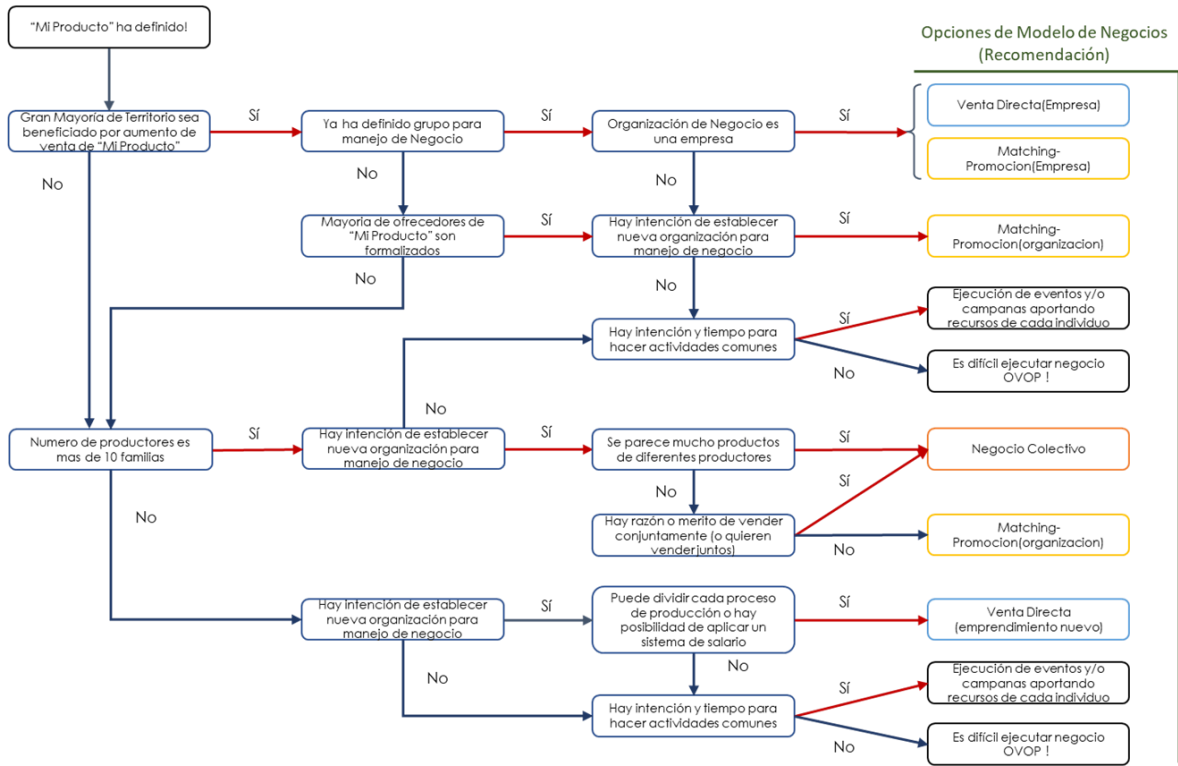 “Mi Producto” ha definido!
Opciones de Modelo de Negocios
(Recomendación)
Gran Mayoría de Territorio sea
beneficiado por aumento de
venta de “Mi Producto”
Sí
Ya ha definido grupo para
manejo de Negocio
Sí
Organización de Negocio es
una empresa
Sí
Venta Directa(Empresa)
Matching-
Promocion(Empresa)
No
No
No
Mayoria de ofrecedores de
“Mi Producto” son
formalizados
Sí
Hay intención de establecer
nueva organización para
manejo de negocio
Sí
Matching-
Promocion(organizacion)
No
No
Hay intención y tiempo para
hacer actividades comunes
Sí
Ejecución de eventos y/o
campanas aportando
recursos de cada individuo
No
Es difícil ejecutar negocio
OVOP !
No
Numero de productores es
mas de 10 familias
Sí
Hay intención de establecer
nueva organización para
manejo de negocio
Sí
Se parece mucho productos
de diferentes productores
Sí
Negocio Colectivo
Sí
No
No
Hay razón o merito de vender
conjuntamente (o quieren
vender juntos)
No
Matching-
Promocion(organizacion)
Hay intención de establecer
nueva organización para
manejo de negocio
Sí
Puede dividir cada proceso
de producción o hay
posibilidad de aplicar un
sistema de salario
Sí
Venta Directa
(emprendimiento nuevo)
No
No
Hay intención y tiempo para
hacer actividades comunes
Sí
Ejecución de eventos y/o
campanas aportando
recursos de cada individuo
No
Es difícil ejecutar negocio
OVOP !